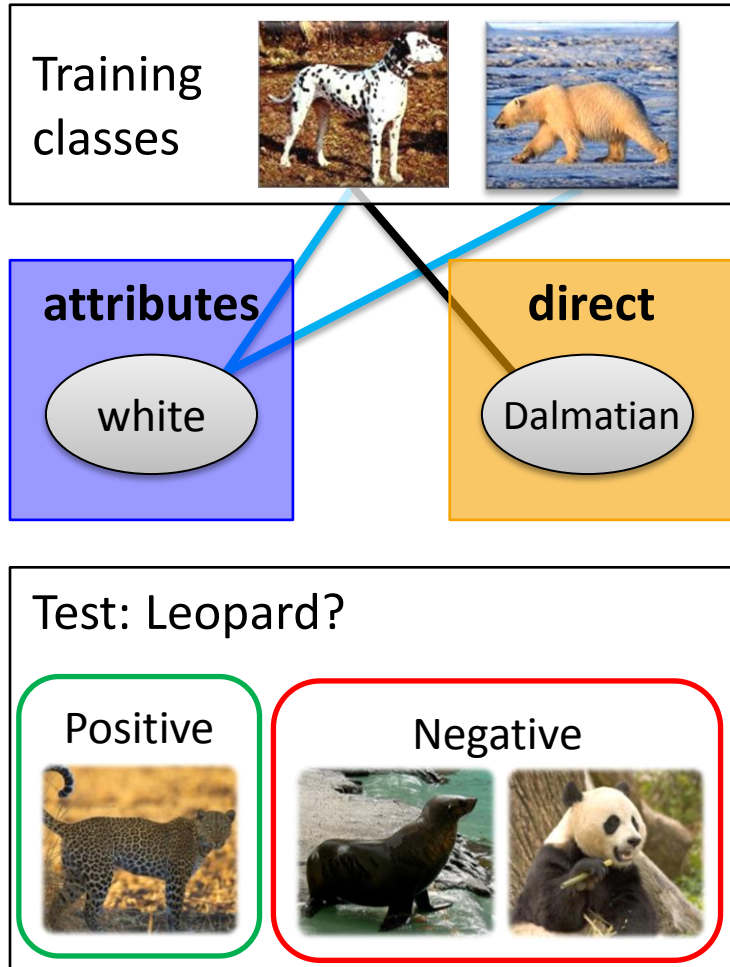 Training
classes
attributes
direct
white
Dalmatian
Test: Leopard?
Positive
Negative